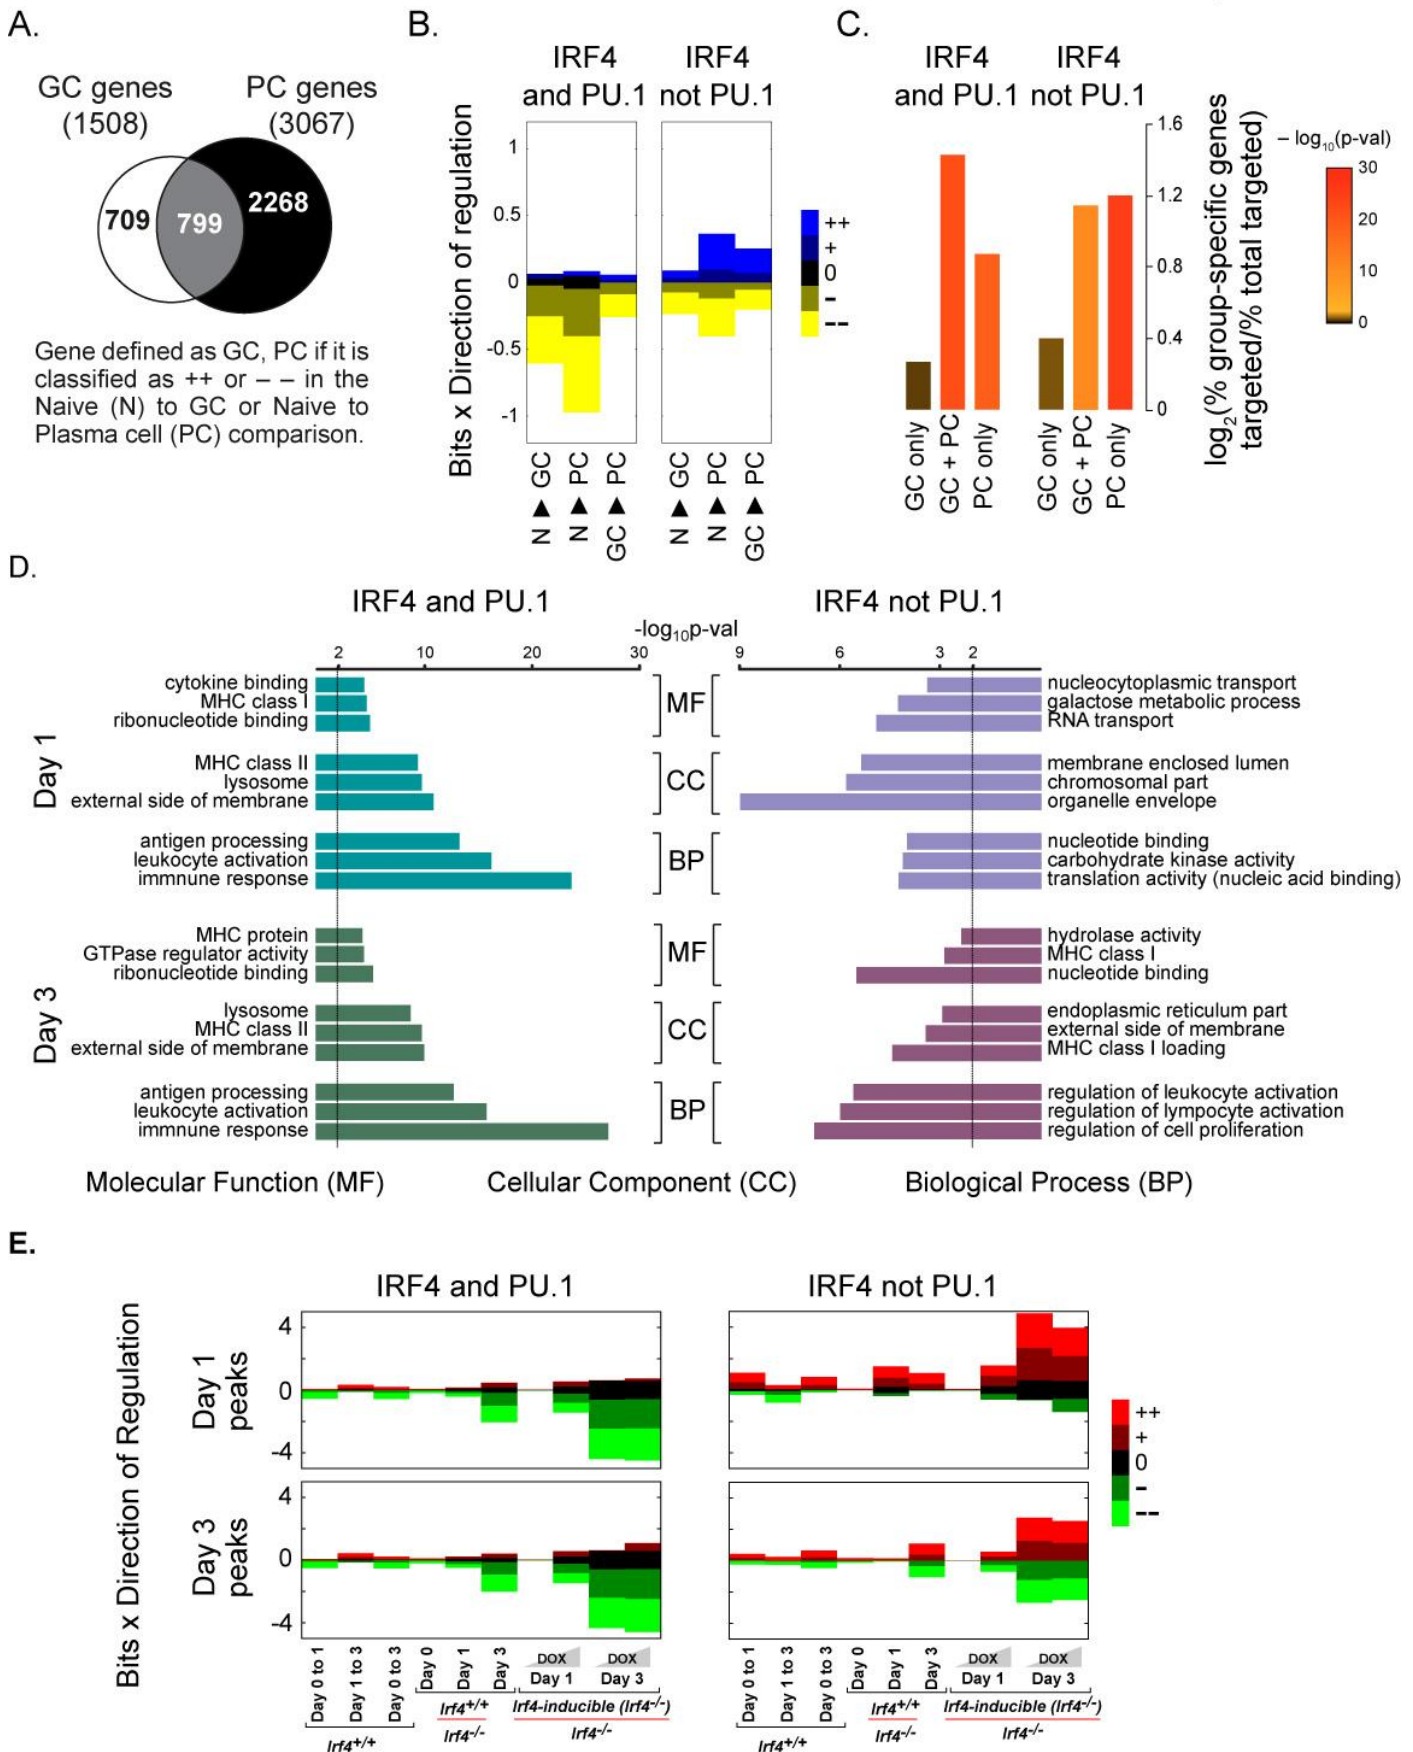 A.
GC genes
(1508)
PC genes
(3067)
709
799
2268
Gene defined as GC, PC if it is
classified as ++ or – – in the
Naive (N) to GC or Naive to
Plasma cell (PC) comparison.
B.
IRF4
and PU.1
IRF4
not PU.1
Bits x Direction of regulation
1
0.5
0
-0.5
-1
++
+
0
-
--
N ▶ GC
N ▶ PC
GC ▶ PC
N ▶ GC
N ▶ PC
GC ▶ PC
C.
IRF4
and PU.1
IRF4
not PU.1
1.6
1.2
0.8
0.4
0
log₂(% group-specific genes
targeted/% total targeted)
– log₁₀(p-val)
30
20
10
0
GC only
GC + PC
PC only
GC only
GC + PC
PC only
D.
IRF4 and PU.1
IRF4 not PU.1
-log₁₀p-val
2 10 20 30
9 6 3 2
Day 1
cytokine binding
MHC class I
ribonucleotide binding
MF
nucleocytoplasmic transport
galactose metabolic process
RNA transport
MHC class II
lysosome
external side of membrane
CC
membrane enclosed lumen
chromosomal part
organelle envelope
antigen processing
leukocyte activation
immnune response
BP
nucleotide binding
carbohydrate kinase activity
translation activity (nucleic acid binding)
Day 3
MHC protein
GTPase regulator activity
ribonucleotide binding
MF
hydrolase activity
MHC class I
nucleotide binding
lysosome
MHC class II
external side of membrane
CC
endoplasmic reticulum part
external side of membrane
MHC class I loading
antigen processing
leukocyte activation
immnune response
BP
regulation of leukocyte activation
regulation of lympocyte activation
regulation of cell proliferation
Molecular Function (MF)
Cellular Component (CC)
Biological Process (BP)
E.
IRF4 and PU.1
IRF4 not PU.1
Bits x Direction of Regulation
Day 1
peaks
4
0
-4
Day 3
peaks
4
0
-4
++
+
0
-
--
Day 0 to 1
Day 1 to 3
Day 0 to 3
Day 0
Day 1
Day 3
DOX
Day 1
DOX
Day 3
Irf4+/+
Irf4+/+
Irf4-/-
Irf4-inducible (Irf4-/-)
Irf4-/-
Day 0 to 1
Day 1 to 3
Day 0 to 3
Day 0
Day 1
Day 3
DOX
Day 1
DOX
Day 3
Irf4+/+
Irf4+/+
Irf4-/-
Irf4-inducible (Irf4-/-)
Irf4-/-